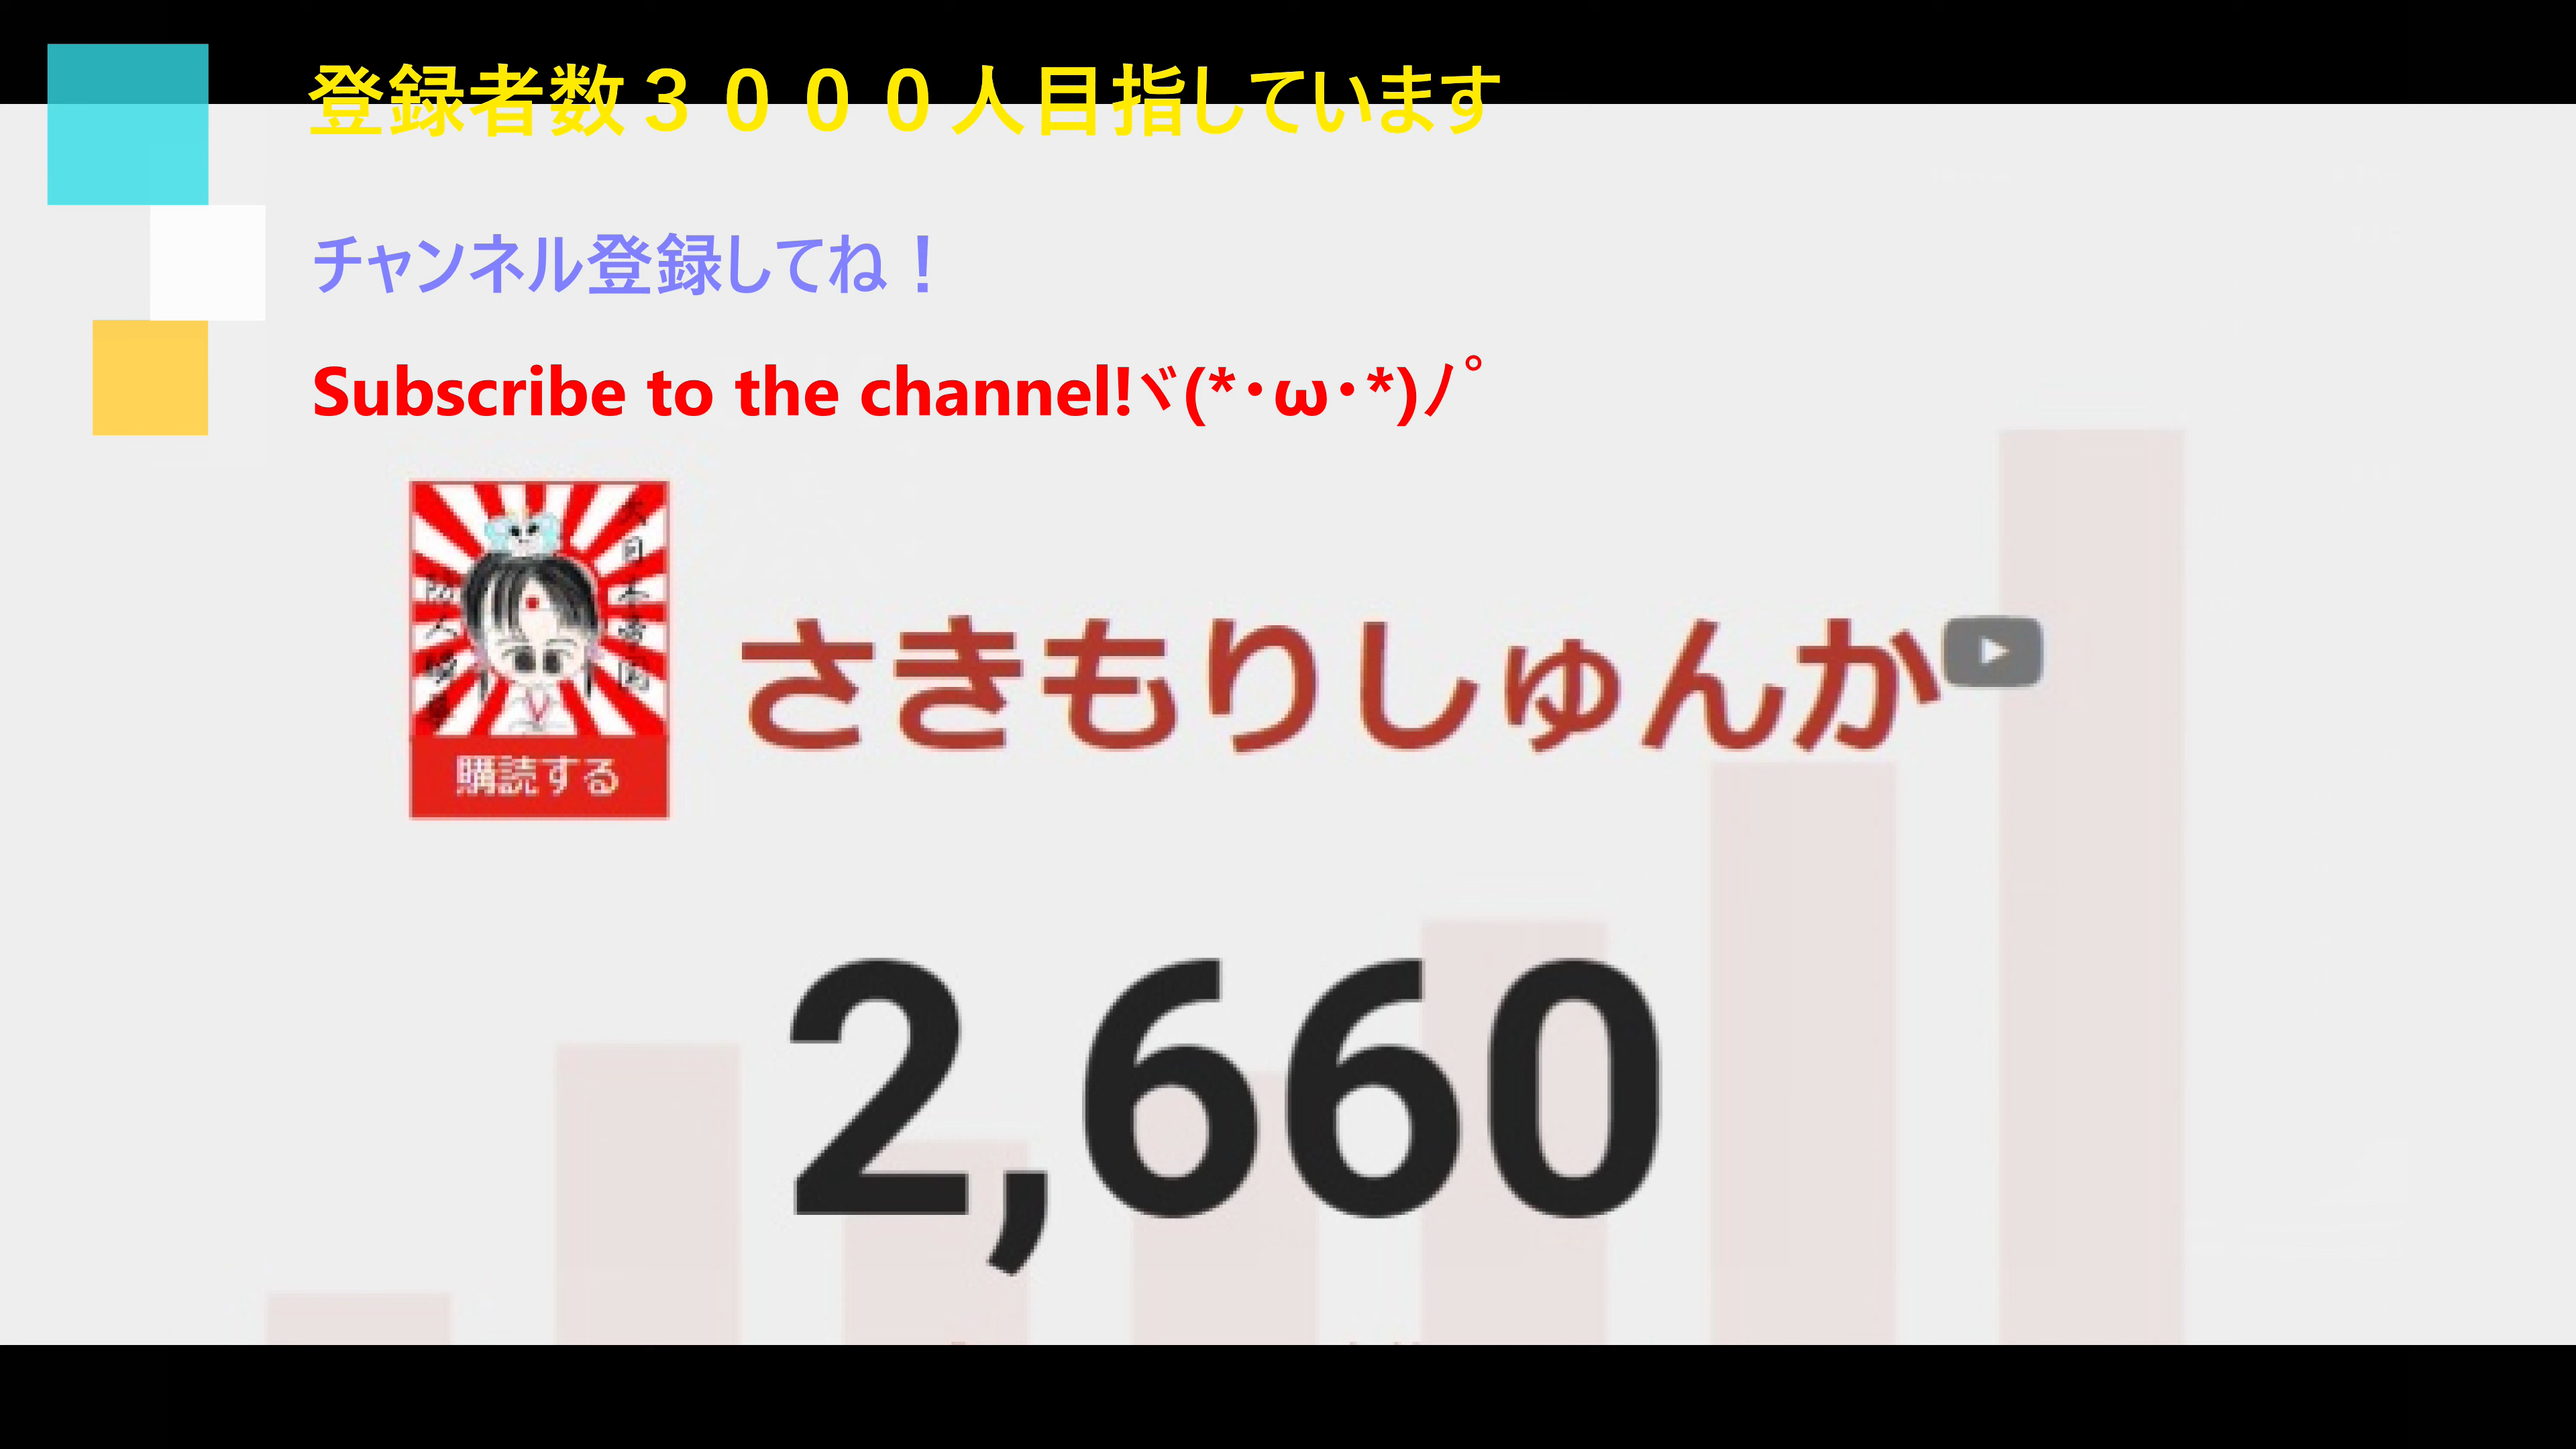 登録者数３０００人目指しています
チャンネル登録してね！
Subscribe to the channel!ヾ(*･ω･*)ﾉﾟ
さきもりしゅんか
購読する
2,660